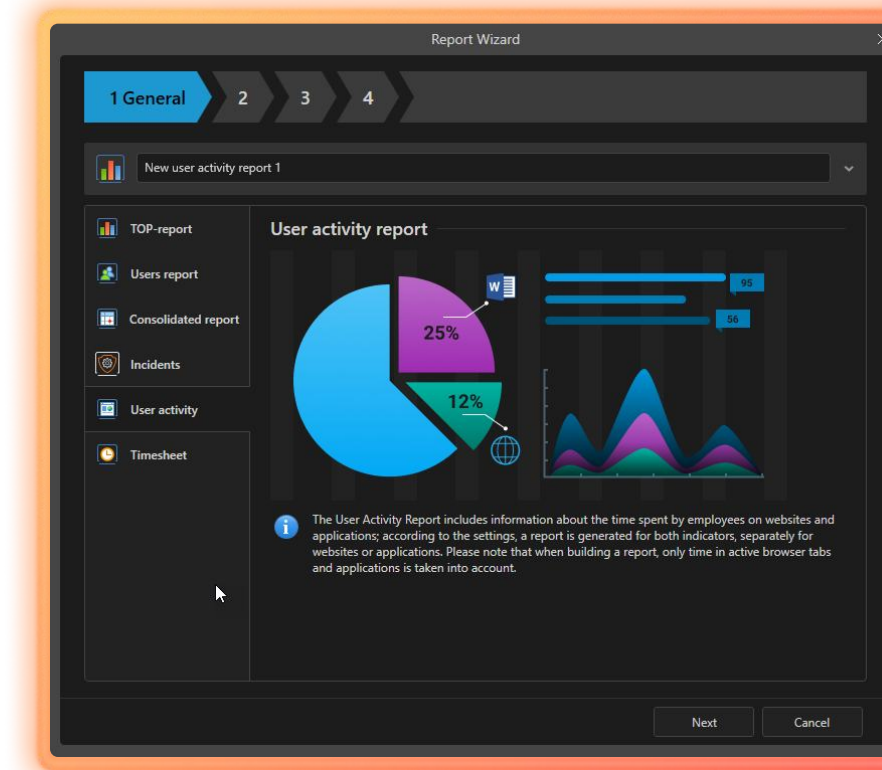 Report Wizard
1 General
2
3
4
New user activity report 1
TOP-report
Users report
Consolidated report
Incidents
User activity
Timesheet
User activity report
W
25%
12%
95
56
The User Activity Report includes information about the time spent by employees on websites and
applications; according to the settings, a report is generated for both indicators, separately for
websites or applications. Please note that when building a report, only time in active browser tabs
and applications is taken into account.
Next
Cancel